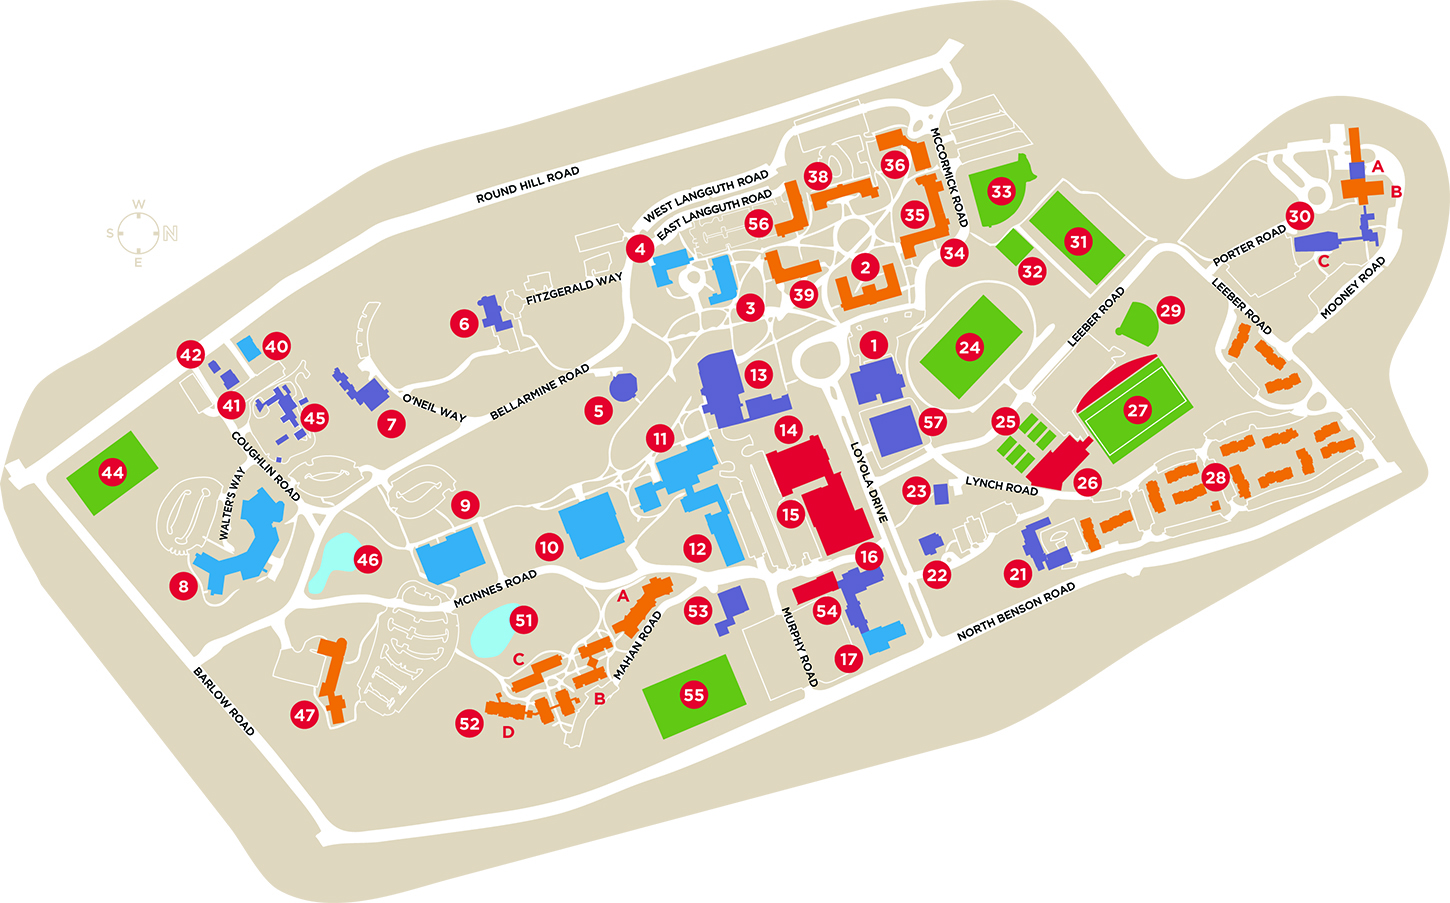 ROUND HILL ROAD
WEST LANGGUTH ROAD
EAST LANGGUTH ROAD
MCCORMICK ROAD
36
38
35
33
56
34
31
32
A
B
30
PORTER ROAD
C
MOONEY ROAD
W
S N
E
4
FITZGERALD WAY
6
3
39
2
LEEBER ROAD
LEEBER ROAD
29
24
1
13
42
40
41
45
7
O'NEIL WAY
BELLARMINE ROAD
5
57
25
27
44
COUGHLIN ROAD
WALTER'S WAY
11
14
LOYOLA DRIVE
26
28
23
LYNCH ROAD
9
10
15
12
16
46
8
22
21
NORTH BENSON ROAD
MCINNES ROAD
51
A
53
54
MURPHY ROAD
17
MAHAN ROAD
C
B
55
52
D
47
BARLOW ROAD